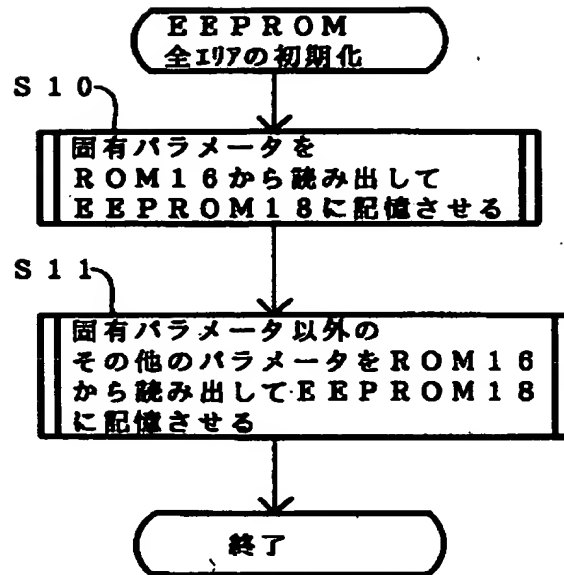 ＥＥＰＲＯＭ
全ｴﾘｱの初期化
Ｓ１０
固有パラメータを
ＲＯＭ１６から読み出して
ＥＥＰＲＯＭ１８に記憶させる
Ｓ１１
固有パラメータ以外の
その他のパラメータをＲＯＭ１６
から読み出してＥＥＰＲＯＭ１８
に記憶させる
終了